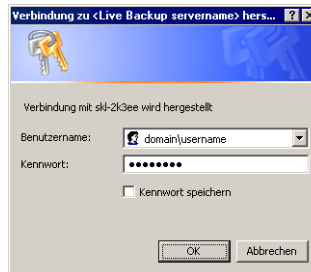 Verbindung zu <Live Backup servername> hers...
Verbindung mit skl-2k3ee wird hergestellt
Benutzername:
domain\username
Kennwort:
●●●●●●●●
Kennwort speichern
OK
Abbrechen